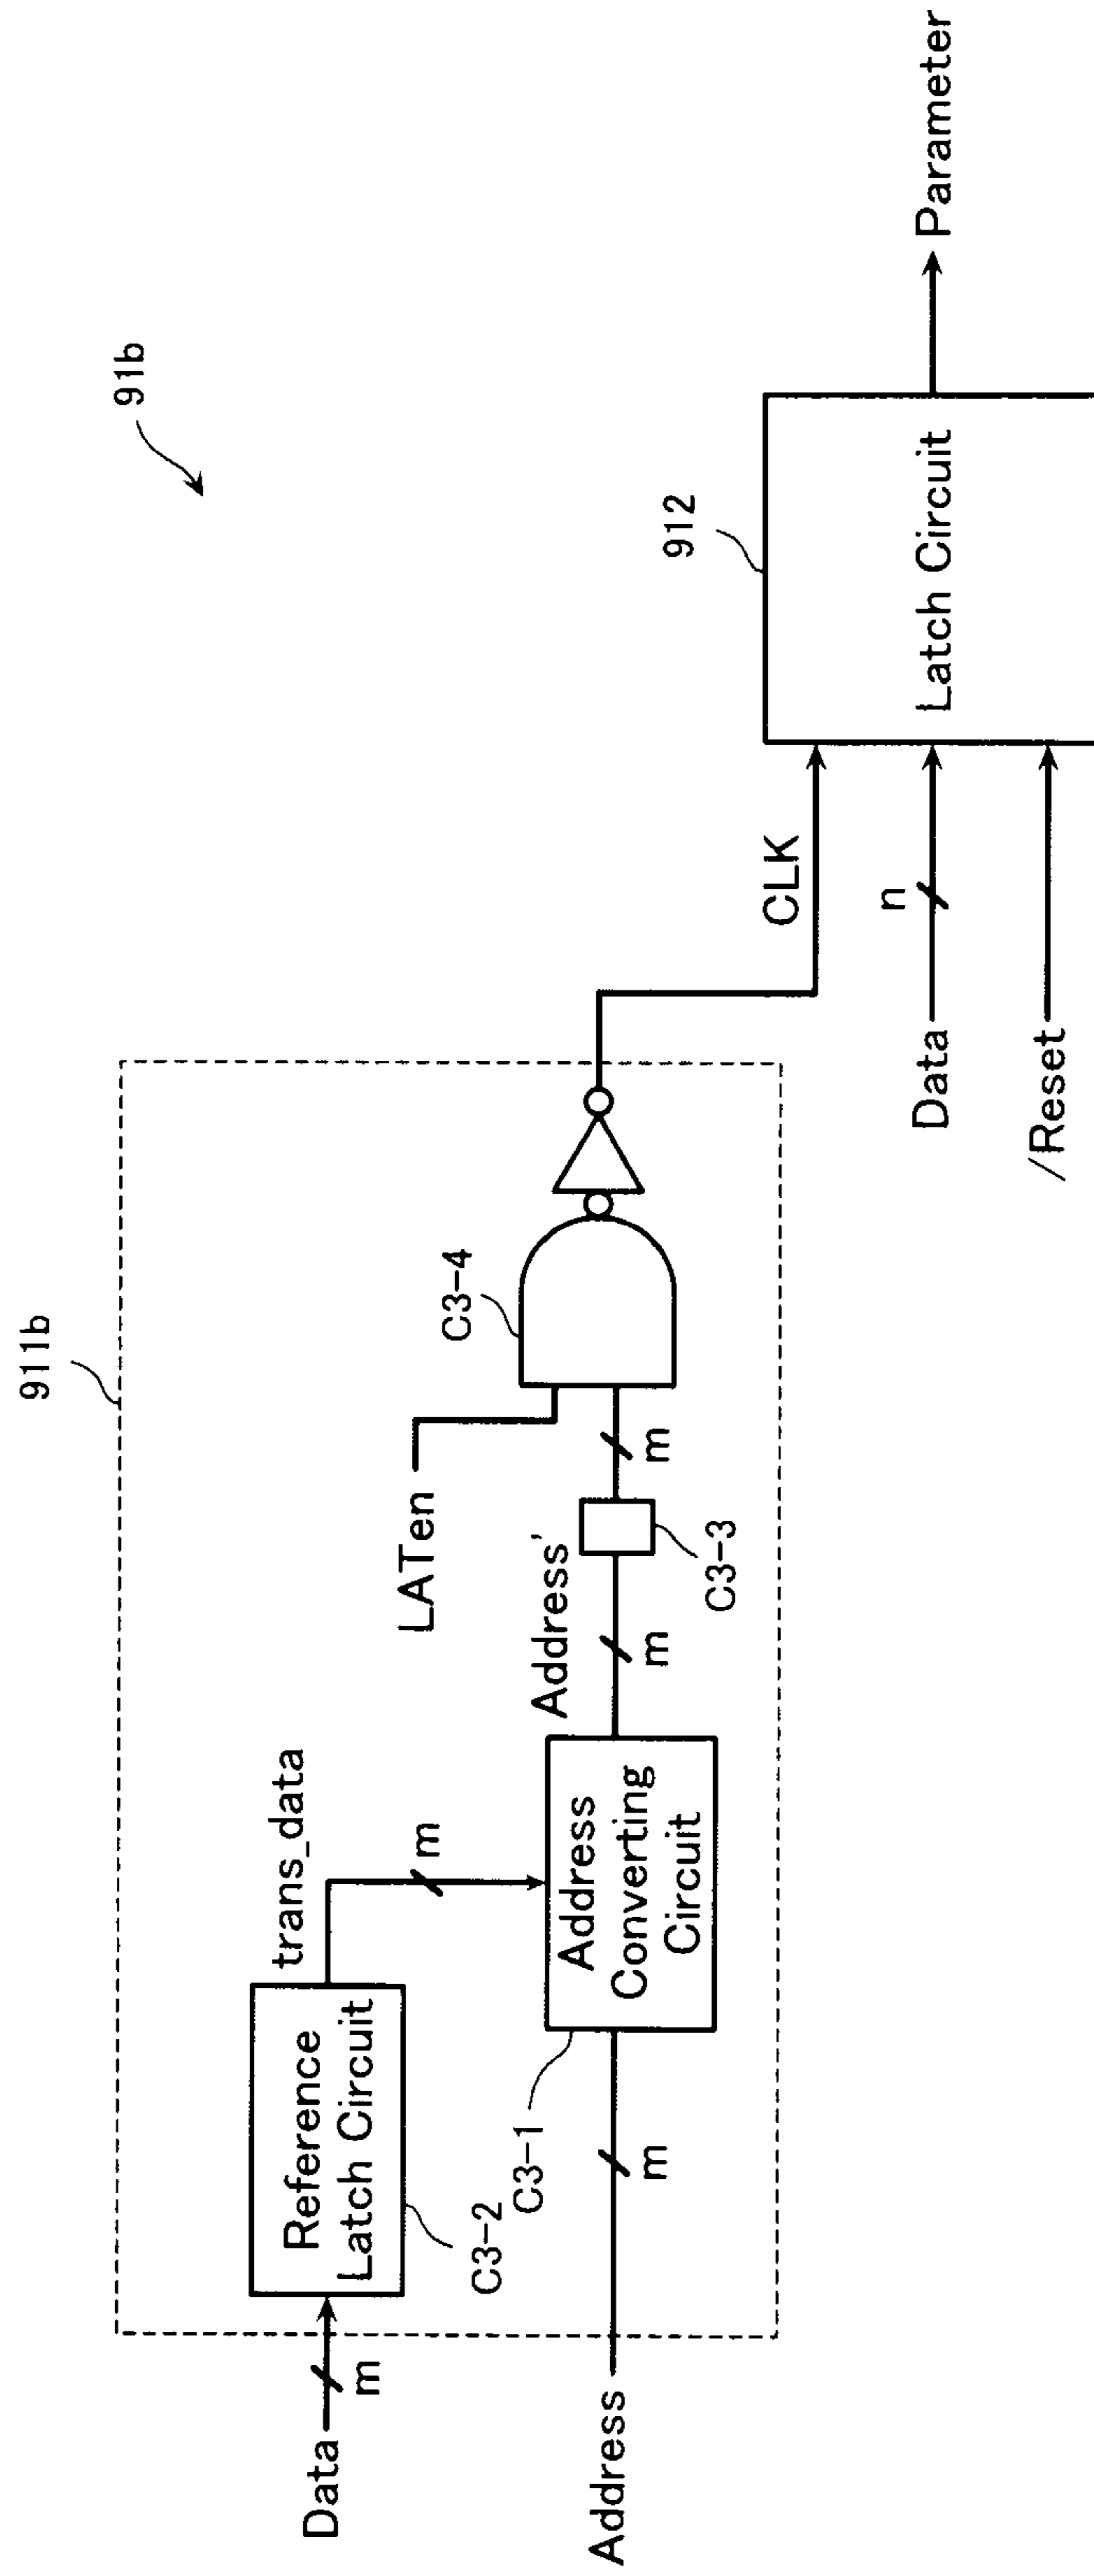 91b
911b
Data
m
Reference
Latch Circuit
C3-2
trans_data
m
Address
m
C3-1
Address
Converting
Circuit
Address'
m
C3-3
m
LATen
C3-4
CLK
Data
n
/Reset
912
Latch Circuit
Parameter